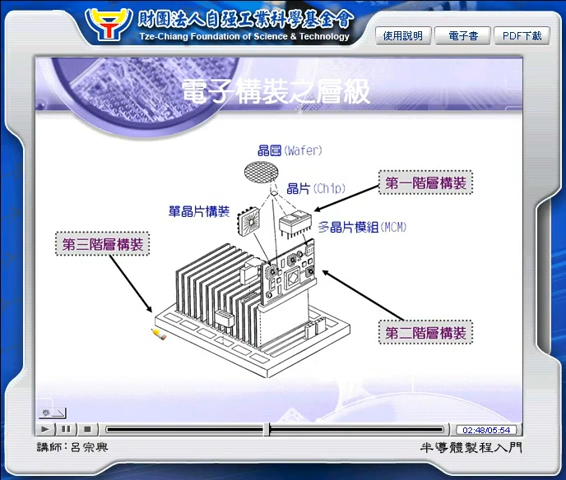 財團法人自强工業科學基金會
Tze-Chiang Foundation of Science & Technology
使用說明
電子書
PDF下載
電子構裝之層級
晶圓(Wafer)
晶片(Chip)
第一階層構裝
單晶片構裝
多晶片模組(MCM)
第三階層構裝
第二階層構裝
02:48/05:54
講師:呂宗興
半導體製程入門